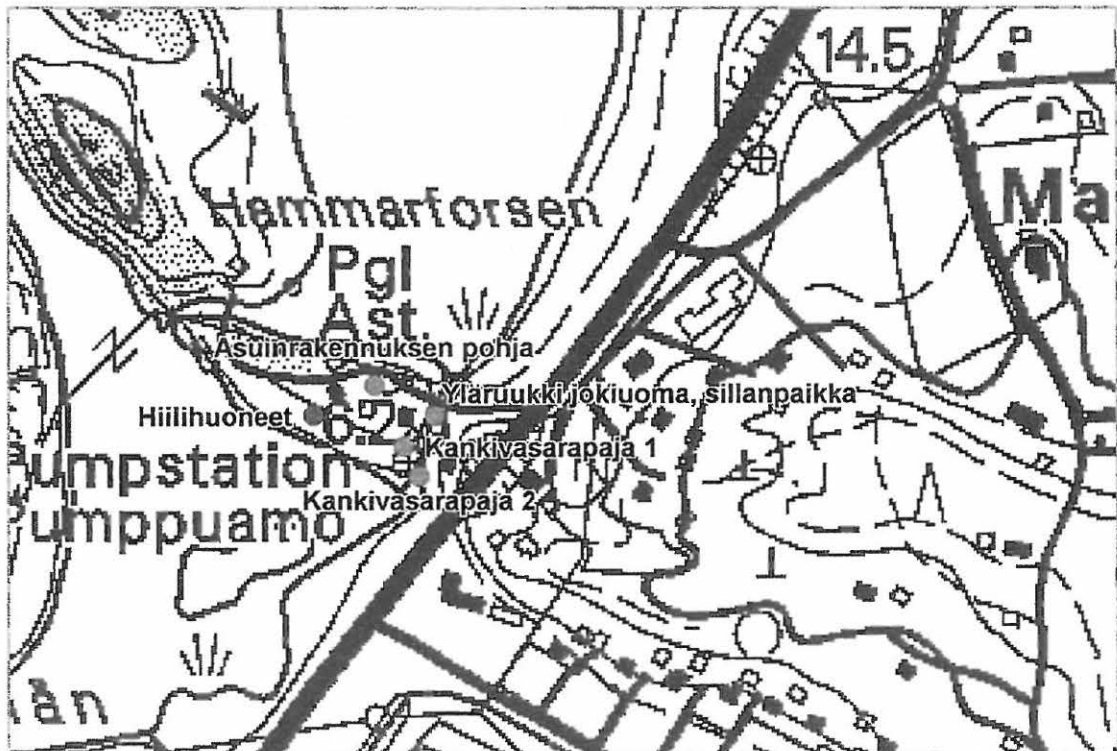 14.5
Ma
Hammarforsen
Pgl
Ast.
Asuinrakennuksen pohja
Yläruukki jokiuoma, sillanpaikka
Hiilihuoneet
6.2
Kankivasarapaja 1
umpstation
Kankivasarapaja 2
umppuamo
ån